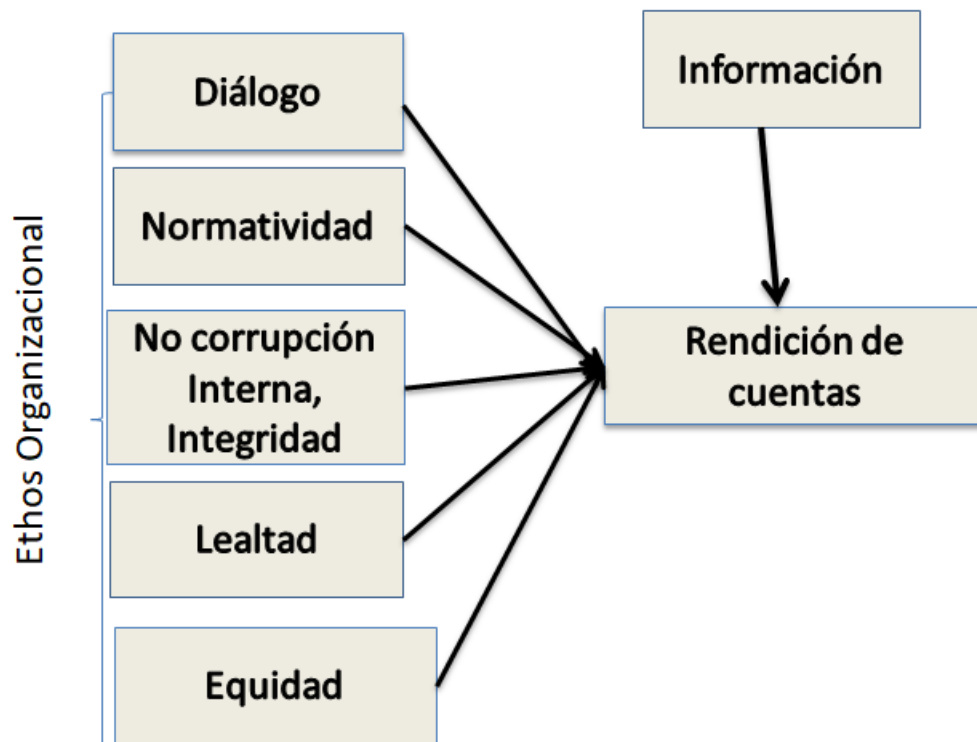 Ethos Organizacional
Diálogo
Normatividad
No corrupción
Interna,
Integridad
Lealtad
Equidad
Información
Rendición de
cuentas